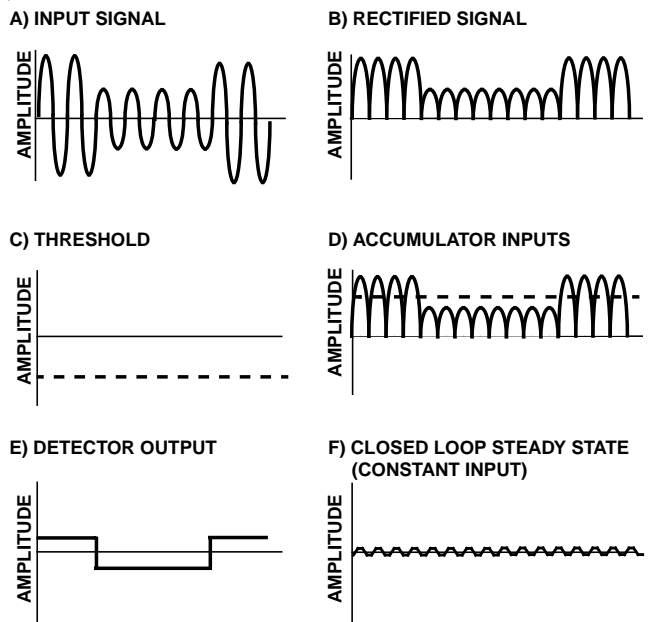 A) INPUT SIGNAL
AMPLITUDE
B) RECTIFIED SIGNAL
AMPLITUDE
C) THRESHOLD
AMPLITUDE
D) ACCUMULATOR INPUTS
AMPLITUDE
E) DETECTOR OUTPUT
AMPLITUDE
F) CLOSED LOOP STEADY STATE
(CONSTANT INPUT)
AMPLITUDE